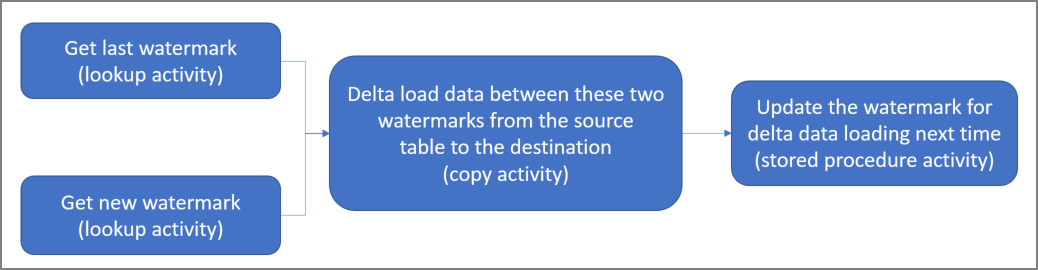 Get last watermark
(lookup activity)
Get new watermark
(lookup activity)
Delta load data between these two
watermarks from the source
table to the destination
(copy activity)
Update the watermark for
delta data loading next time
(stored procedure activity)